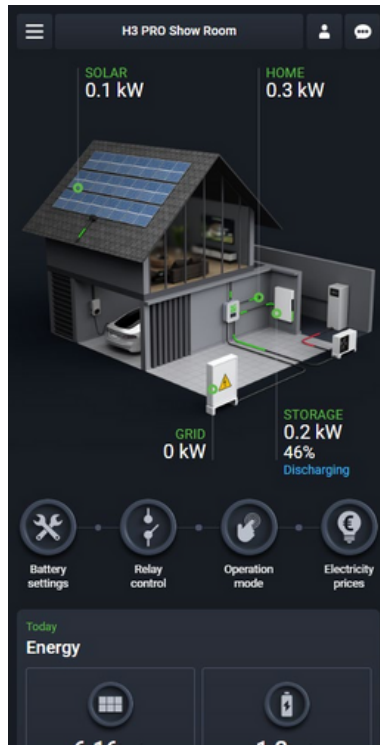 H3 PRO Show Room
SOLAR
0.1 kW
HOME
0.3 kW
GRID
0 kW
STORAGE
0.2 kW
46%
Discharging
Battery
settings
Relay
control
Operation
mode
Electricity
prices
Today
Energy